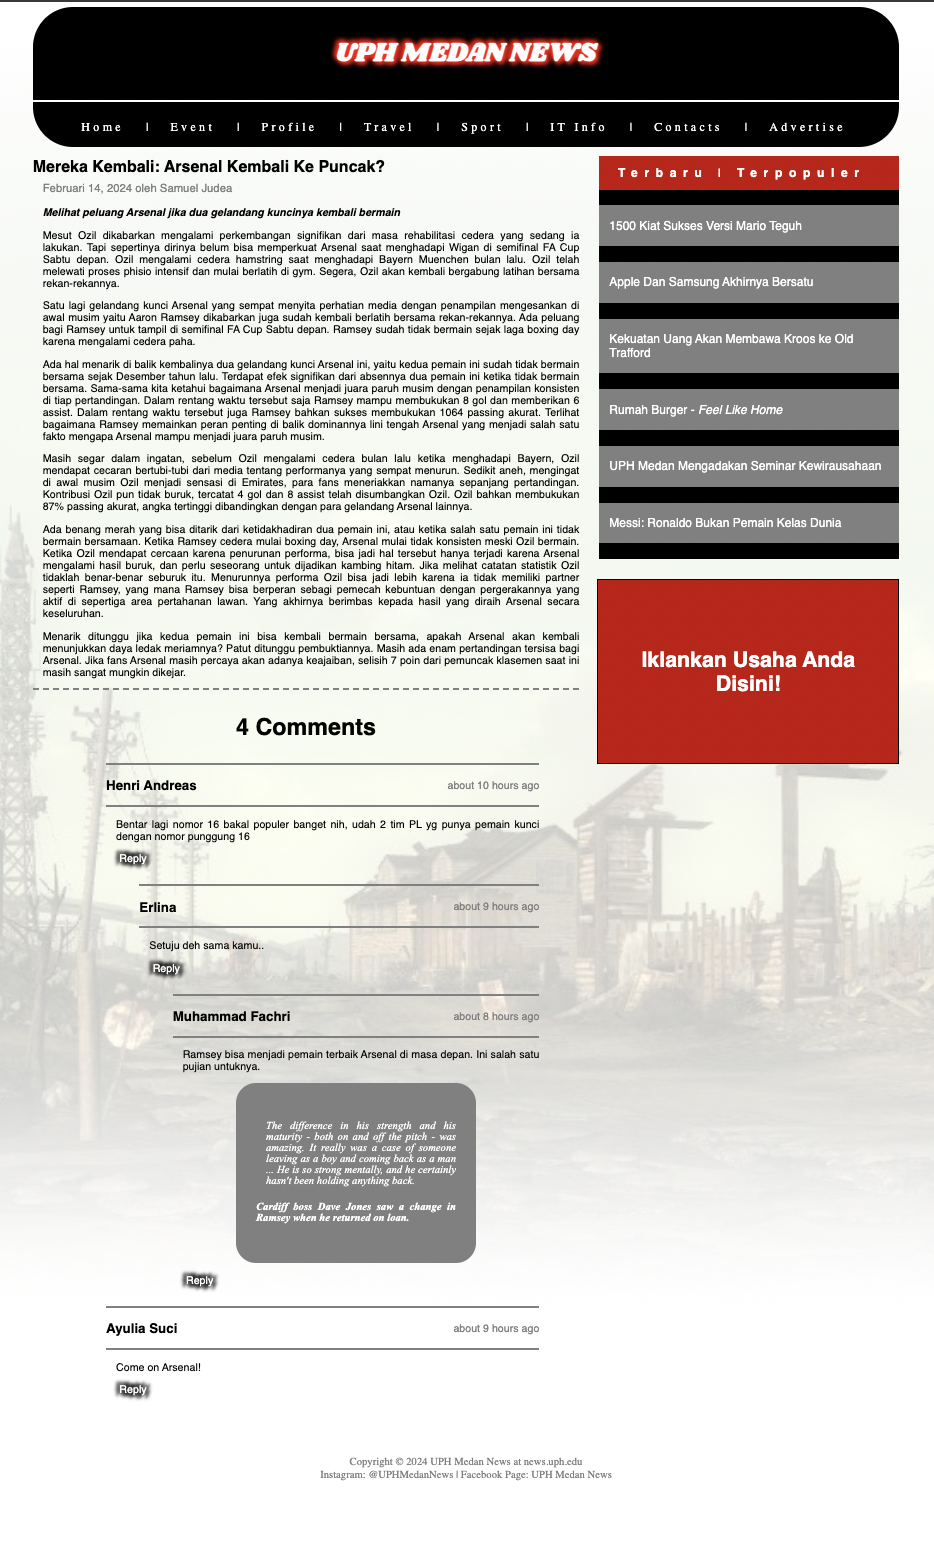 UPH MEDAN NEWS
Home | Event | Profile | Travel | Sport | IT Info | Contacts | Advertise
Mereka Kembali: Arsenal Kembali Ke Puncak?
Februari 14, 2024 oleh Samuel Judea
Melihat peluang Arsenal jika dua gelandang kuncinya kembali bermain
Mesut Ozil dikabarkan mengalami perkembangan signifikan dari masa rehabilitasi cedera yang sedang ia
lakukan. Tapi sepertinya dirinya belum bisa memperkuat Arsenal saat menghadapi Wigan di semifinal FA Cup
Sabtu depan. Ozil mengalami cedera hamstring saat menghadapi Bayern Muenchen bulan lalu. Ozil telah
melewati proses phisio intensif dan mulai berlatih di gym. Segera, Ozil akan kembali bergabung latihan bersama
rekan-rekannya.
Satu lagi gelandang kunci Arsenal yang sempat menyita perhatian media dengan penampilan mengesankan di
awal musim yaitu Aaron Ramsey dikabarkan juga sudah kembali berlatih bersama rekan-rekannya. Ada peluang
bagi Ramsey untuk tampil di semifinal FA Cup Sabtu depan. Ramsey sudah tidak bermain sejak laga boxing day
karena mengalami cedera paha.
Ada hal menarik di balik kembalinya dua gelandang kunci Arsenal ini, yaitu kedua pemain ini sudah tidak bermain
bersama sejak Desember tahun lalu. Terdapat efek signifikan dari absennya dua pemain ini ketika tidak bermain
bersama. Sama-sama kita ketahui bagaimana Arsenal menjadi juara paruh musim dengan penampilan konsisten
di tiap pertandingan. Dalam rentang waktu tersebut saja Ramsey mampu membukukan 8 gol dan memberikan 6
assist. Dalam rentang waktu tersebut juga Ramsey bahkan sukses membukukan 1064 passing akurat. Terlihat
bagaimana Ramsey memainkan peran penting di balik dominannya lini tengah Arsenal yang menjadi salah satu
fakto mengapa Arsenal mampu menjadi juara paruh musim.
Masih segar dalam ingatan, sebelum Ozil mengalami cedera bulan lalu ketika menghadapi Bayern, Ozil
mendapat cecaran bertubi-tubi dari media tentang performanya yang sempat menurun. Sedikit aneh, mengingat
di awal musim Ozil menjadi sensasi di Emirates, para fans meneriakkan namanya sepanjang pertandingan.
Kontribusi Ozil pun tidak buruk, tercatat 4 gol dan 8 assist telah disumbangkan Ozil. Ozil bahkan membukukan
87% passing akurat, angka tertinggi dibandingkan dengan para gelandang Arsenal lainnya.
Ada benang merah yang bisa ditarik dari ketidakhadiran dua pemain ini, atau ketika salah satu pemain ini tidak
bermain bersamaan. Ketika Ramsey cedera mulai boxing day, Arsenal mulai tidak konsisten meski Ozil bermain.
Ketika Ozil mendapat cercaan karena penurunan performa, bisa jadi hal tersebut hanya terjadi karena Arsenal
mengalami hasil buruk, dan perlu seseorang untuk dijadikan kambing hitam. Jika melihat catatan statistik Ozil
tidaklah benar-benar seburuk itu. Menurunnya performa Ozil bisa jadi lebih karena ia tidak memiliki partner
seperti Ramsey, yang mana Ramsey bisa berperan sebagi pemecah kebuntuan dengan pergerakannya yang
aktif di sepertiga area pertahanan lawan. Yang akhirnya berimbas kepada hasil yang diraih Arsenal secara
keseluruhan.
Menarik ditunggu jika kedua pemain ini bisa kembali bermain bersama, apakah Arsenal akan kembali
menunjukkan daya ledak meriamnya? Patut ditunggu pembuktiannya. Masih ada enam pertandingan tersisa bagi
Arsenal. Jika fans Arsenal masih percaya akan adanya keajaiban, selisih 7 poin dari pemuncak klasemen saat ini
masih sangat mungkin dikejar.
4 Comments
Henri Andreas about 10 hours ago
Bentar lagi nomor 16 bakal populer banget nih, udah 2 tim PL yg punya pemain kunci
dengan nomor punggung 16
Reply
Erlina about 9 hours ago
Setuju deh sama kamu..
Reply
Muhammad Fachri about 8 hours ago
Ramsey bisa menjadi pemain terbaik Arsenal di masa depan. Ini salah satu
pujian untuknya.
The difference in his strength and his
maturity - both on and off the pitch - was
amazing. It really was a case of someone
leaving as a boy and coming back as a man
... He is so strong mentally, and he certainly
hasn't been holding anything back.
Cardiff boss Dave Jones saw a change in
Ramsey when he returned on loan.
Reply
Ayulia Suci about 9 hours ago
Come on Arsenal!
Reply
Terbaru | Terpopuler
1500 Kiat Sukses Versi Mario Teguh
Apple Dan Samsung Akhirnya Bersatu
Kekuatan Uang Akan Membawa Kroos ke Old
Trafford
Rumah Burger - Feel Like Home
UPH Medan Mengadakan Seminar Kewirausahaan
Messi: Ronaldo Bukan Pemain Kelas Dunia
Iklankan Usaha Anda
Disini!
Copyright © 2024 UPH Medan News at news.uph.edu
Instagram: @UPHMedanNews | Facebook Page: UPH Medan News